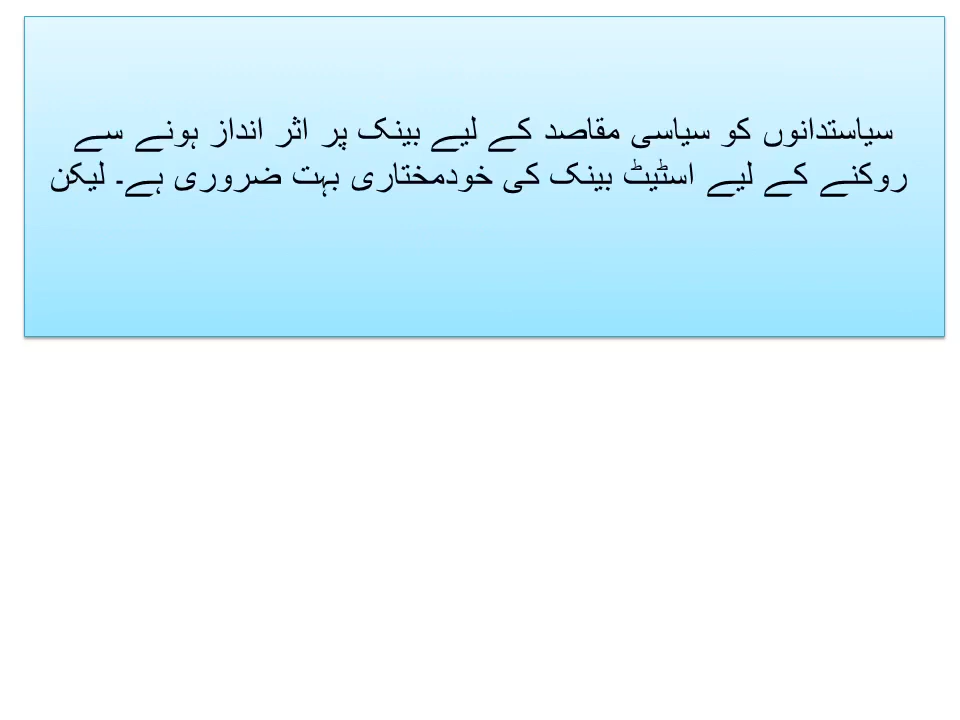 سیاستدانوں کو سیاسی مقاصد کے لیے بینک پر اثر انداز ہونے سے
روکنے کے لیے اسٹیٹ بینک کی خودمختاری بہت ضروری ہے۔ لیکن